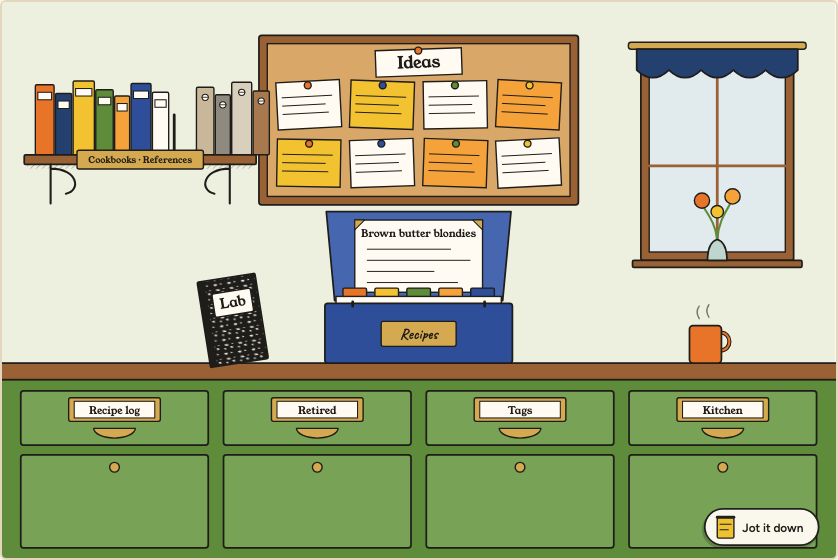 Ideas
Cookbooks · References
Brown butter blondies
Lab
Recipes
Recipe log
Retired
Tags
Kitchen
Jot it down